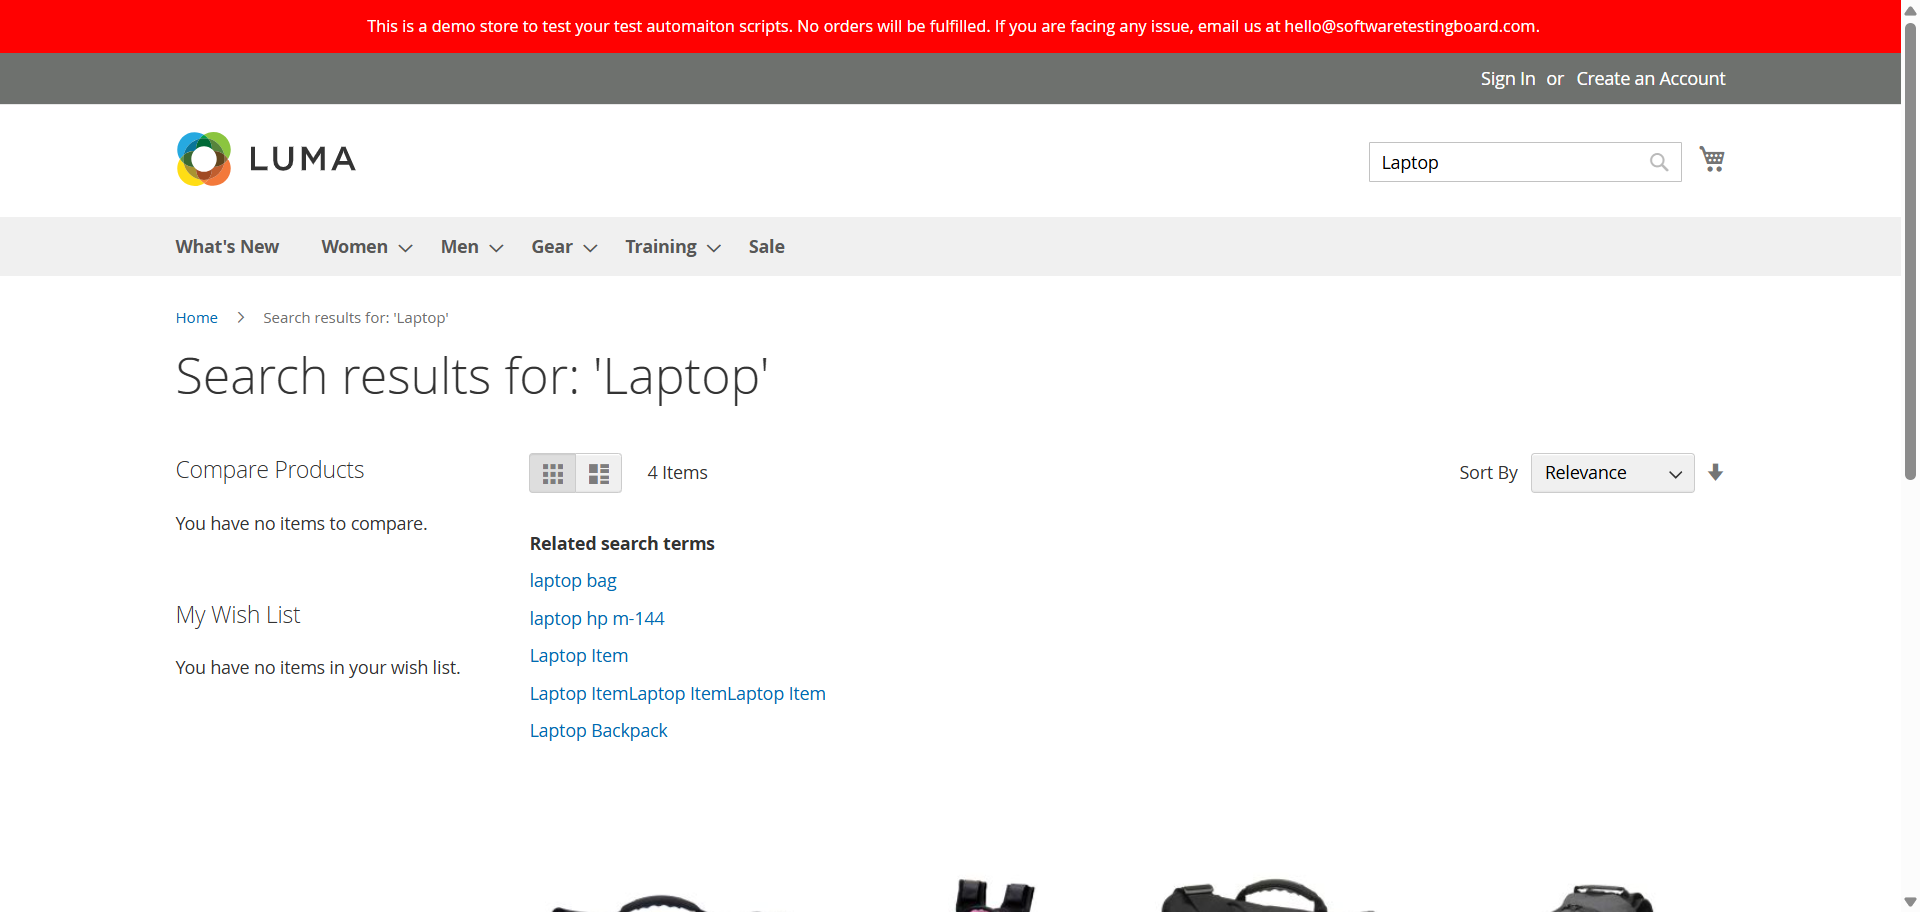 This is a demo store to test your test automaiton scripts. No orders will be fulfilled. If you are facing any issue, email us at hello@softwaretestingboard.com.
Sign In or Create an Account
LUMA
Laptop
What's New Women Men Gear Training Sale
Home Search results for: 'Laptop'
Search results for: 'Laptop'
Compare Products
You have no items to compare.
My Wish List
You have no items in your wish list.
4 Items
Sort By Relevance
Related search terms
laptop bag
laptop hp m-144
Laptop Item
Laptop ItemLaptop ItemLaptop Item
Laptop Backpack